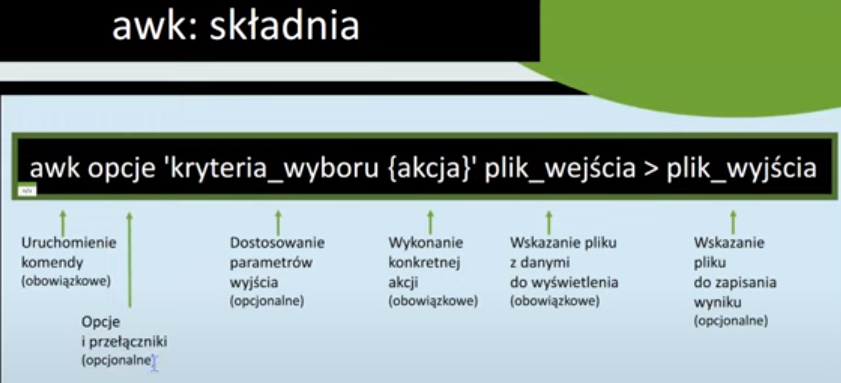 awk: składnia
awk opcje 'kryteria_wyboru {akcja}' plik_wejścia > plik_wyjścia
Uruchomienie
komendy
(obowiązkowe)
Opcje
i przełączniki
(opcjonalne)
Dostosowanie
parametrów
wyjścia
(opcjonalne)
Wykonanie
konkretnej
akcji
(obowiązkowe)
Wskazanie pliku
z danymi
do wyświetlenia
(obowiązkowe)
Wskazanie
pliku
do zapisania
wyniku
(opcjonalne)